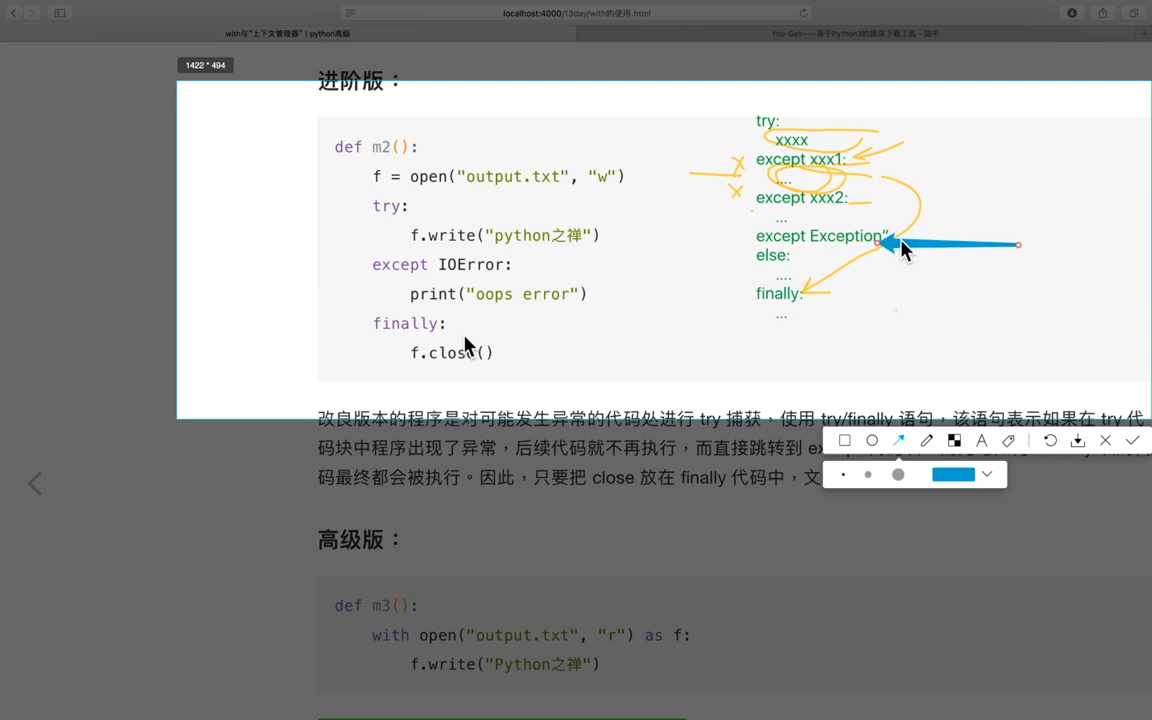 localhost:4000/13day/with的使用.html
with与“上下文管理器” | python高级
You-Get——基于Python3的媒体下载工具 - 简书
1422 * 494
进阶版：
def m2():
f = open("output.txt", "w")
try:
f.write("python之禅")
except IOError:
print("oops error")
finally:
f.close()
try:
xxxx
except xxx1:
....
except xxx2:
...
except Exception”
else:
....
finally:
...
改良版本的程序是对可能发生异常的代码处进行 try 捕获，使用 try/finally 语句，该语句表示如果在 try 代
码块中程序出现了异常，后续代码就不再执行，而直接跳转到
码最终都会被执行。因此，只要把 close 放在 finally 代码中，文
高级版：
def m3():
with open("output.txt", "r") as f:
f.write("Python之禅")